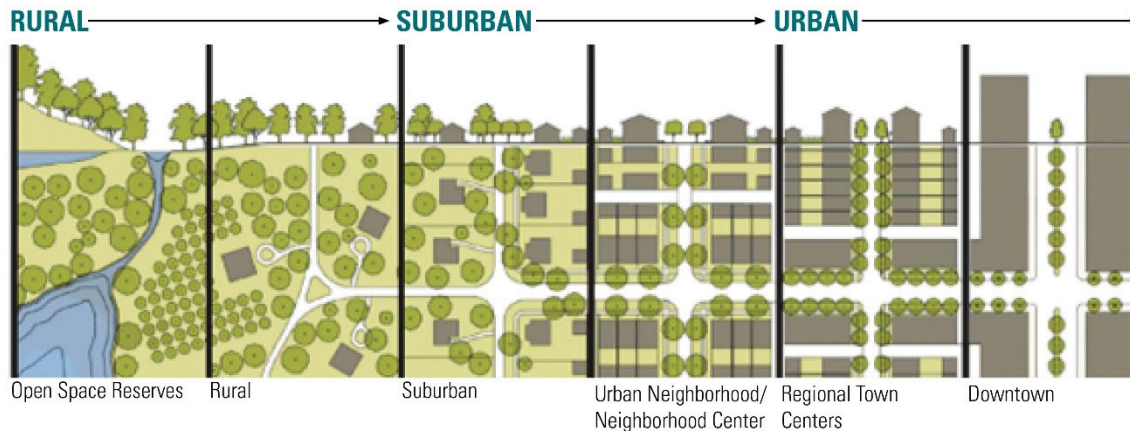 RURAL
SUBURBAN
URBAN
Open Space Reserves
Rural
Suburban
Urban Neighborhood/
Neighborhood Center
Regional Town
Centers
Downtown